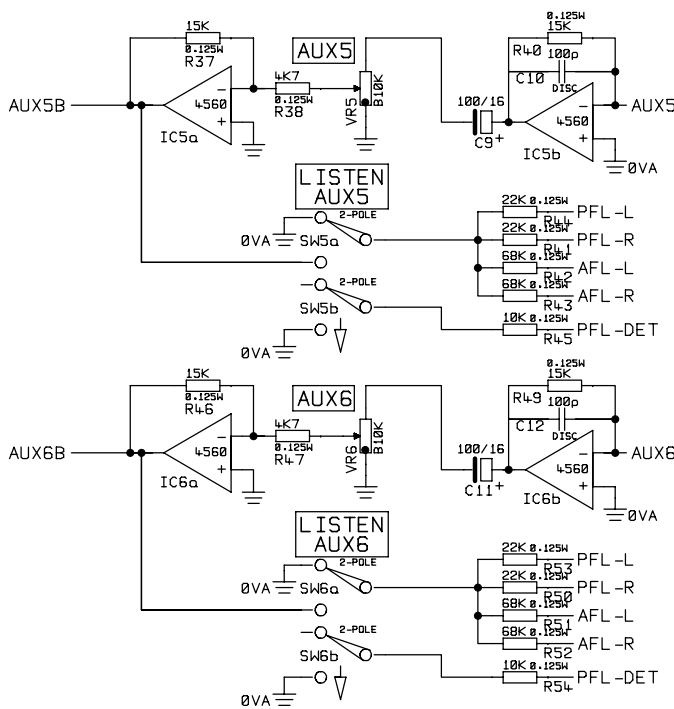 15K
0.125W
R37
AUX5
0.125W
15K
R40
100p
C10
DISC
AUX5B
4560
−
+
IC5a
4K7
0.125W
R38
VR5
B10K
100/16
C9
+
−
4560
+
IC5b
AUX5
0VA
LISTEN
AUX5
2-POLE
SW5a
0VA
2-POLE
SW5b
0VA
22K 0.125W
R44
PFL-L
22K 0.125W
R41
PFL-R
68K 0.125W
R42
AFL-L
68K 0.125W
R43
AFL-R
10K 0.125W
R45
PFL-DET
15K
0.125W
R46
AUX6
0.125W
15K
R49
100p
C12
DISC
AUX6B
4560
−
+
IC6a
4K7
0.125W
R47
VR6
B10K
100/16
C11
+
−
4560
+
IC6b
AUX6
0VA
LISTEN
AUX6
2-POLE
SW6a
0VA
2-POLE
SW6b
0VA
22K 0.125W
R53
PFL-L
22K 0.125W
R50
PFL-R
68K 0.125W
R51
AFL-L
68K 0.125W
R52
AFL-R
10K 0.125W
R54
PFL-DET